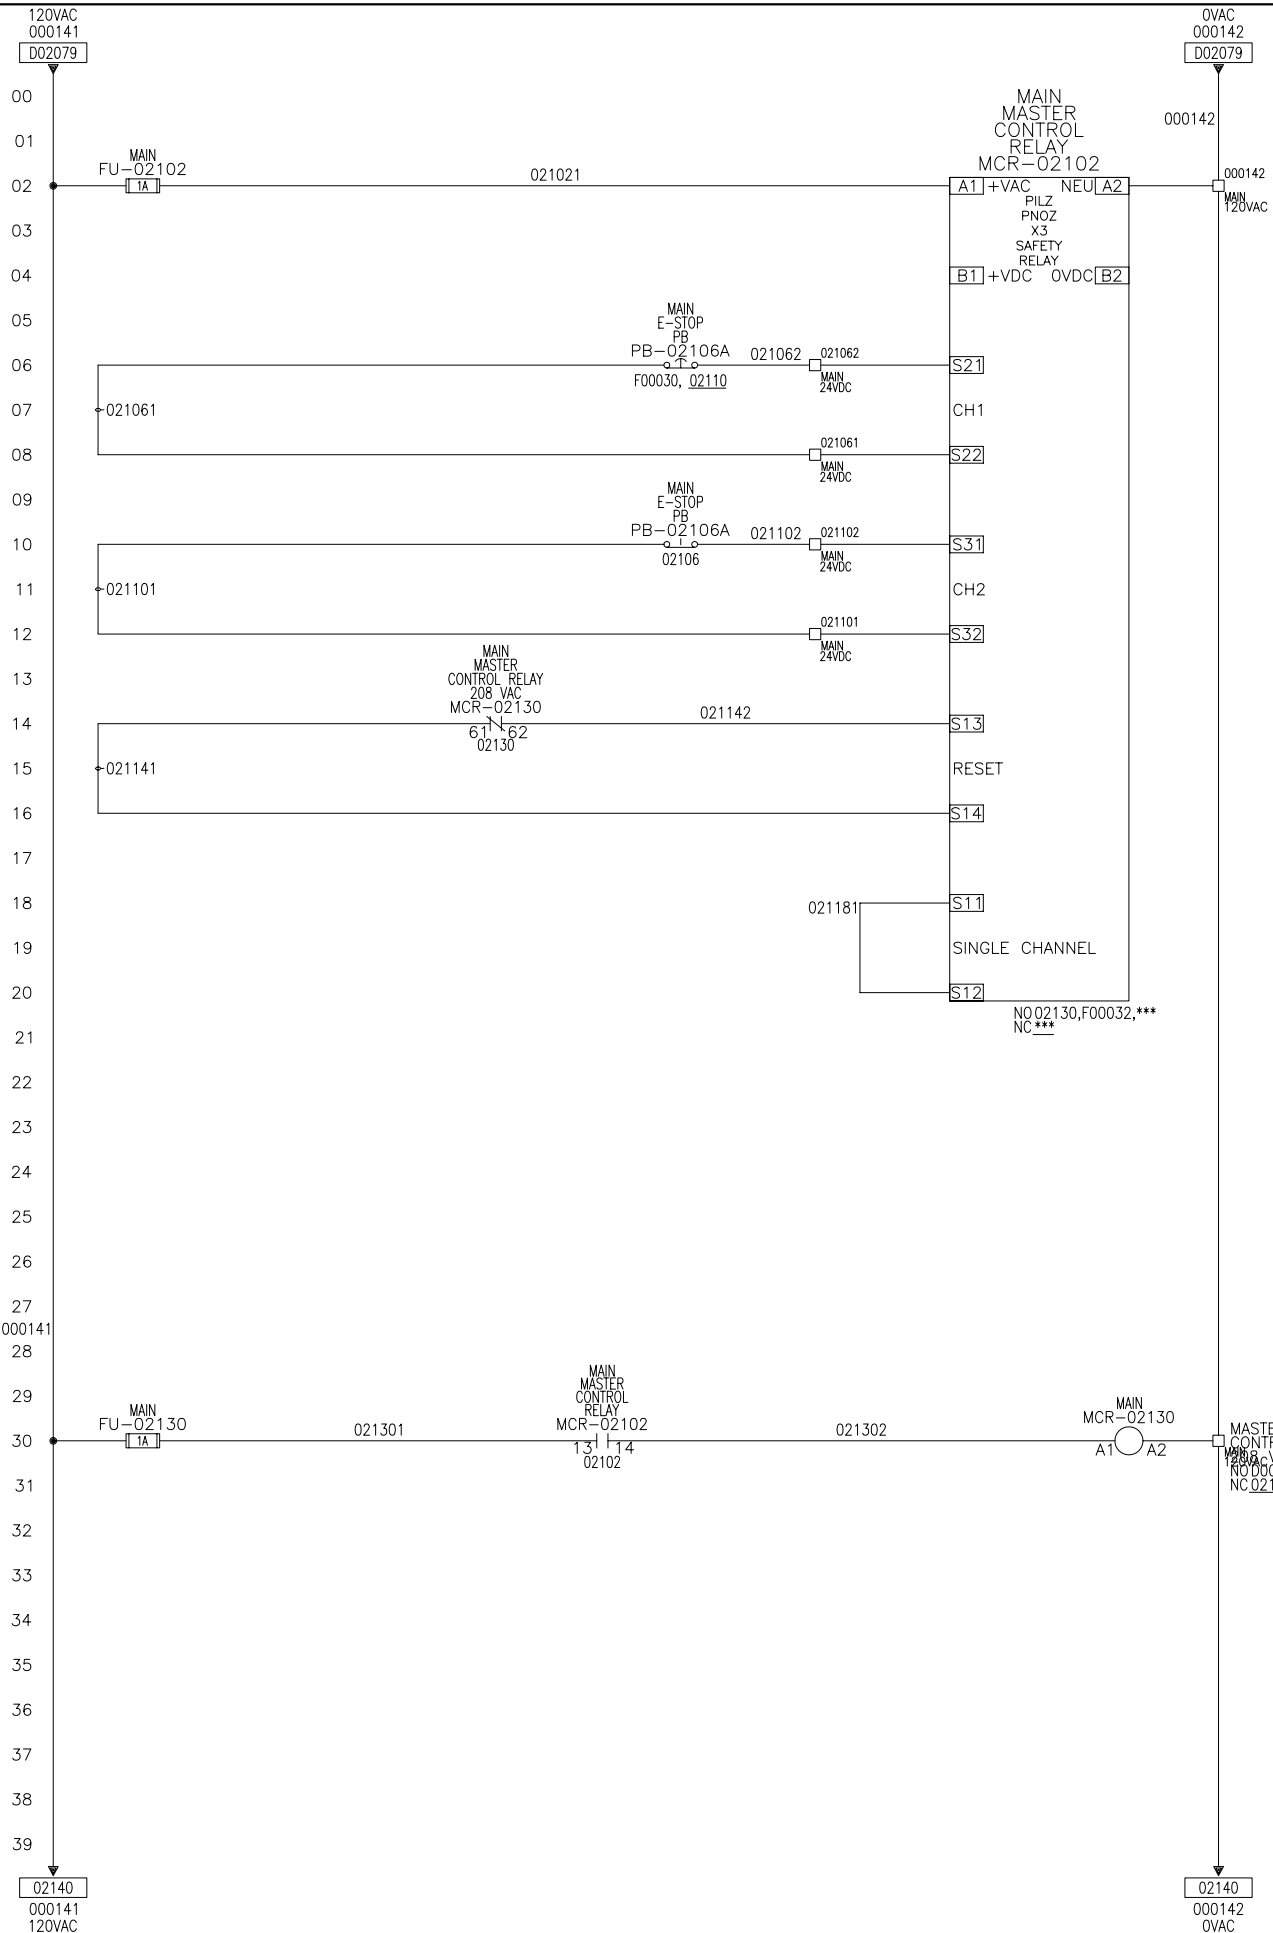 120VAC
000141
D02079
0VAC
000142
D02079
00
MAIN
MASTER
CONTROL
RELAY
MCR-02102
000142
01
MAIN
FU-02102
1A
02
021021
A1 +VAC NEU A2
000142
MAIN
120VAC
PILZ
PNOZ
X3
SAFETY
RELAY
03
04
B1 +VDC 0VDC B2
05
MAIN
E-STOP
PB
PB-02106A
021062
021062
06
S21
F00030, 02110
MAIN
24VDC
07
021061
CH1
08
021061
S22
MAIN
24VDC
09
MAIN
E-STOP
PB
PB-02106A
021102
021102
10
S31
02106
MAIN
24VDC
11
021101
CH2
12
021101
S32
MAIN
24VDC
13
MAIN
MASTER
CONTROL RELAY
208 VAC
MCR-02130
021142
14
61 62
02130
S13
15
021141
RESET
16
S14
17
18
021181
S11
19
SINGLE CHANNEL
20
S12
NO 02130,F00032,***
NC ***
21
22
23
24
25
26
27
000141
28
29
MAIN
FU-02130
1A
30
021301
MAIN
MASTER
CONTROL
RELAY
MCR-02102
13 14
02102
021302
MAIN
MCR-02130
A1 A2
MASTE
CONTR
MAIN
120VAC
NO D00
NC 021
31
32
33
34
35
36
37
38
39
02140
000141
120VAC
02140
000142
0VAC